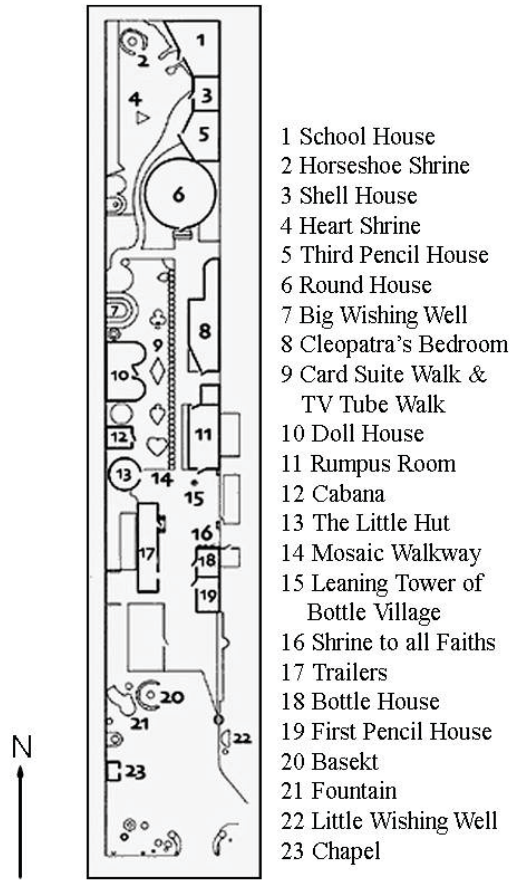 1
2
3
4
5
6
7
8
9
10
11
12
13
14
15
16
17
18
19
20
21
22
23
N
1 School House
2 Horseshoe Shrine
3 Shell House
4 Heart Shrine
5 Third Pencil House
6 Round House
7 Big Wishing Well
8 Cleopatra's Bedroom
9 Card Suite Walk &
TV Tube Walk
10 Doll House
11 Rumpus Room
12 Cabana
13 The Little Hut
14 Mosaic Walkway
15 Leaning Tower of
Bottle Village
16 Shrine to all Faiths
17 Trailers
18 Bottle House
19 First Pencil House
20 Basekt
21 Fountain
22 Little Wishing Well
23 Chapel